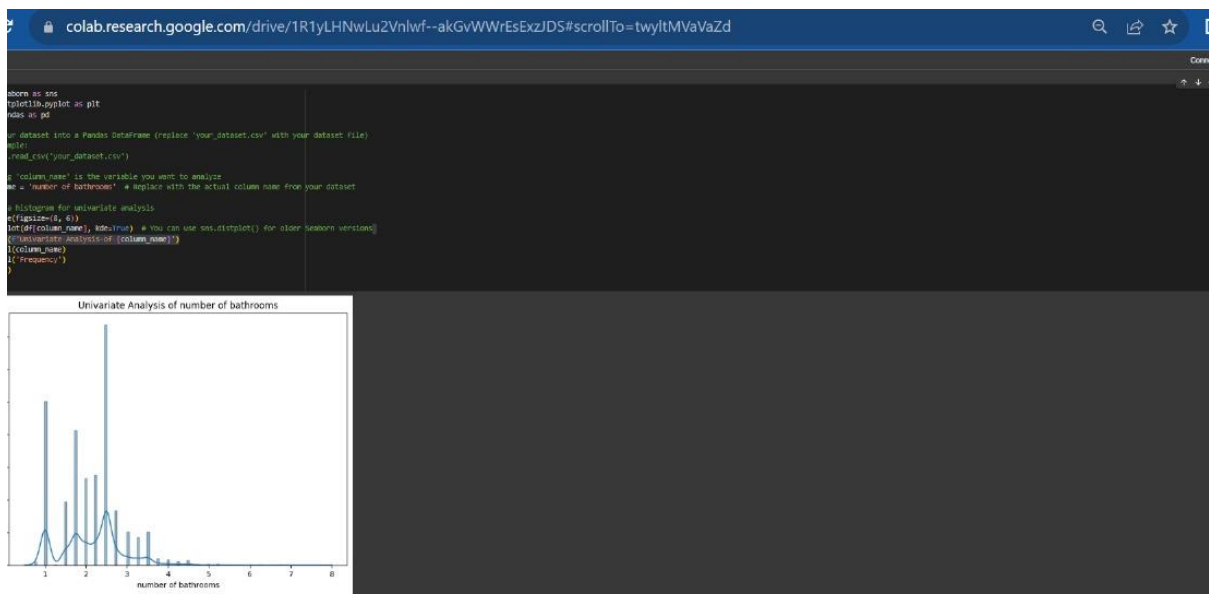 colab.research.google.com/drive/1R1yLHNwLu2Vnlwf--akGvWWrEsExzJDS#scrollTo=twyltMVaVaZd
Conn
aborn as sns
tplotlib.pyplot as plt
ndas as pd
ur dataset into a Pandas DataFrame (replace 'your_dataset.csv' with your dataset file)
mple:
.read_csv('your_dataset.csv')
g 'column_name' is the variable you want to analyze
me = 'number of bathrooms' # Replace with the actual column name from your dataset
a histogram for univariate analysis
e(figsize=(8, 6))
lot(df[column_name], kde=True) # You can use sns.distplot() for older Seaborn versions
(f"Univariate Analysis of {column_name}")
l(column_name)
l('Frequency')
)
Univariate Analysis of number of bathrooms
1 2 3 4 5 6 7 8
number of bathrooms